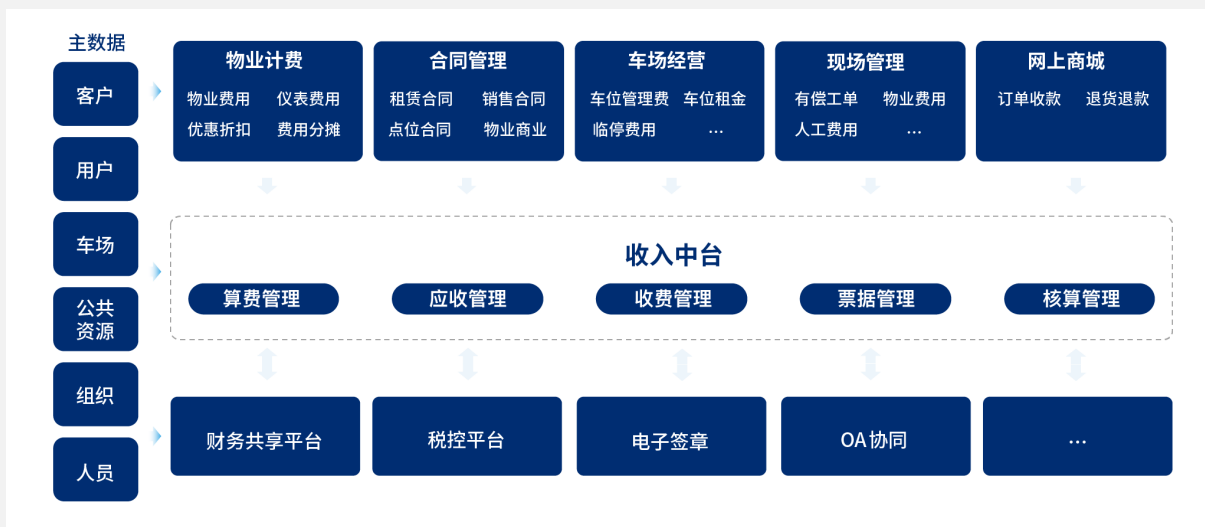 主数据
客户
用户
车场
公共
资源
组织
人员
物业计费
物业费用 仪表费用
优惠折扣 费用分摊
合同管理
租赁合同 销售合同
点位合同 物业商业
车场经营
车位管理费 车位租金
临停费用 …
现场管理
有偿工单 物业费用
人工费用 …
网上商城
订单收款 退货退款
收入中台
算费管理 应收管理 收费管理 票据管理 核算管理
财务共享平台 税控平台 电子签章 OA协同 …